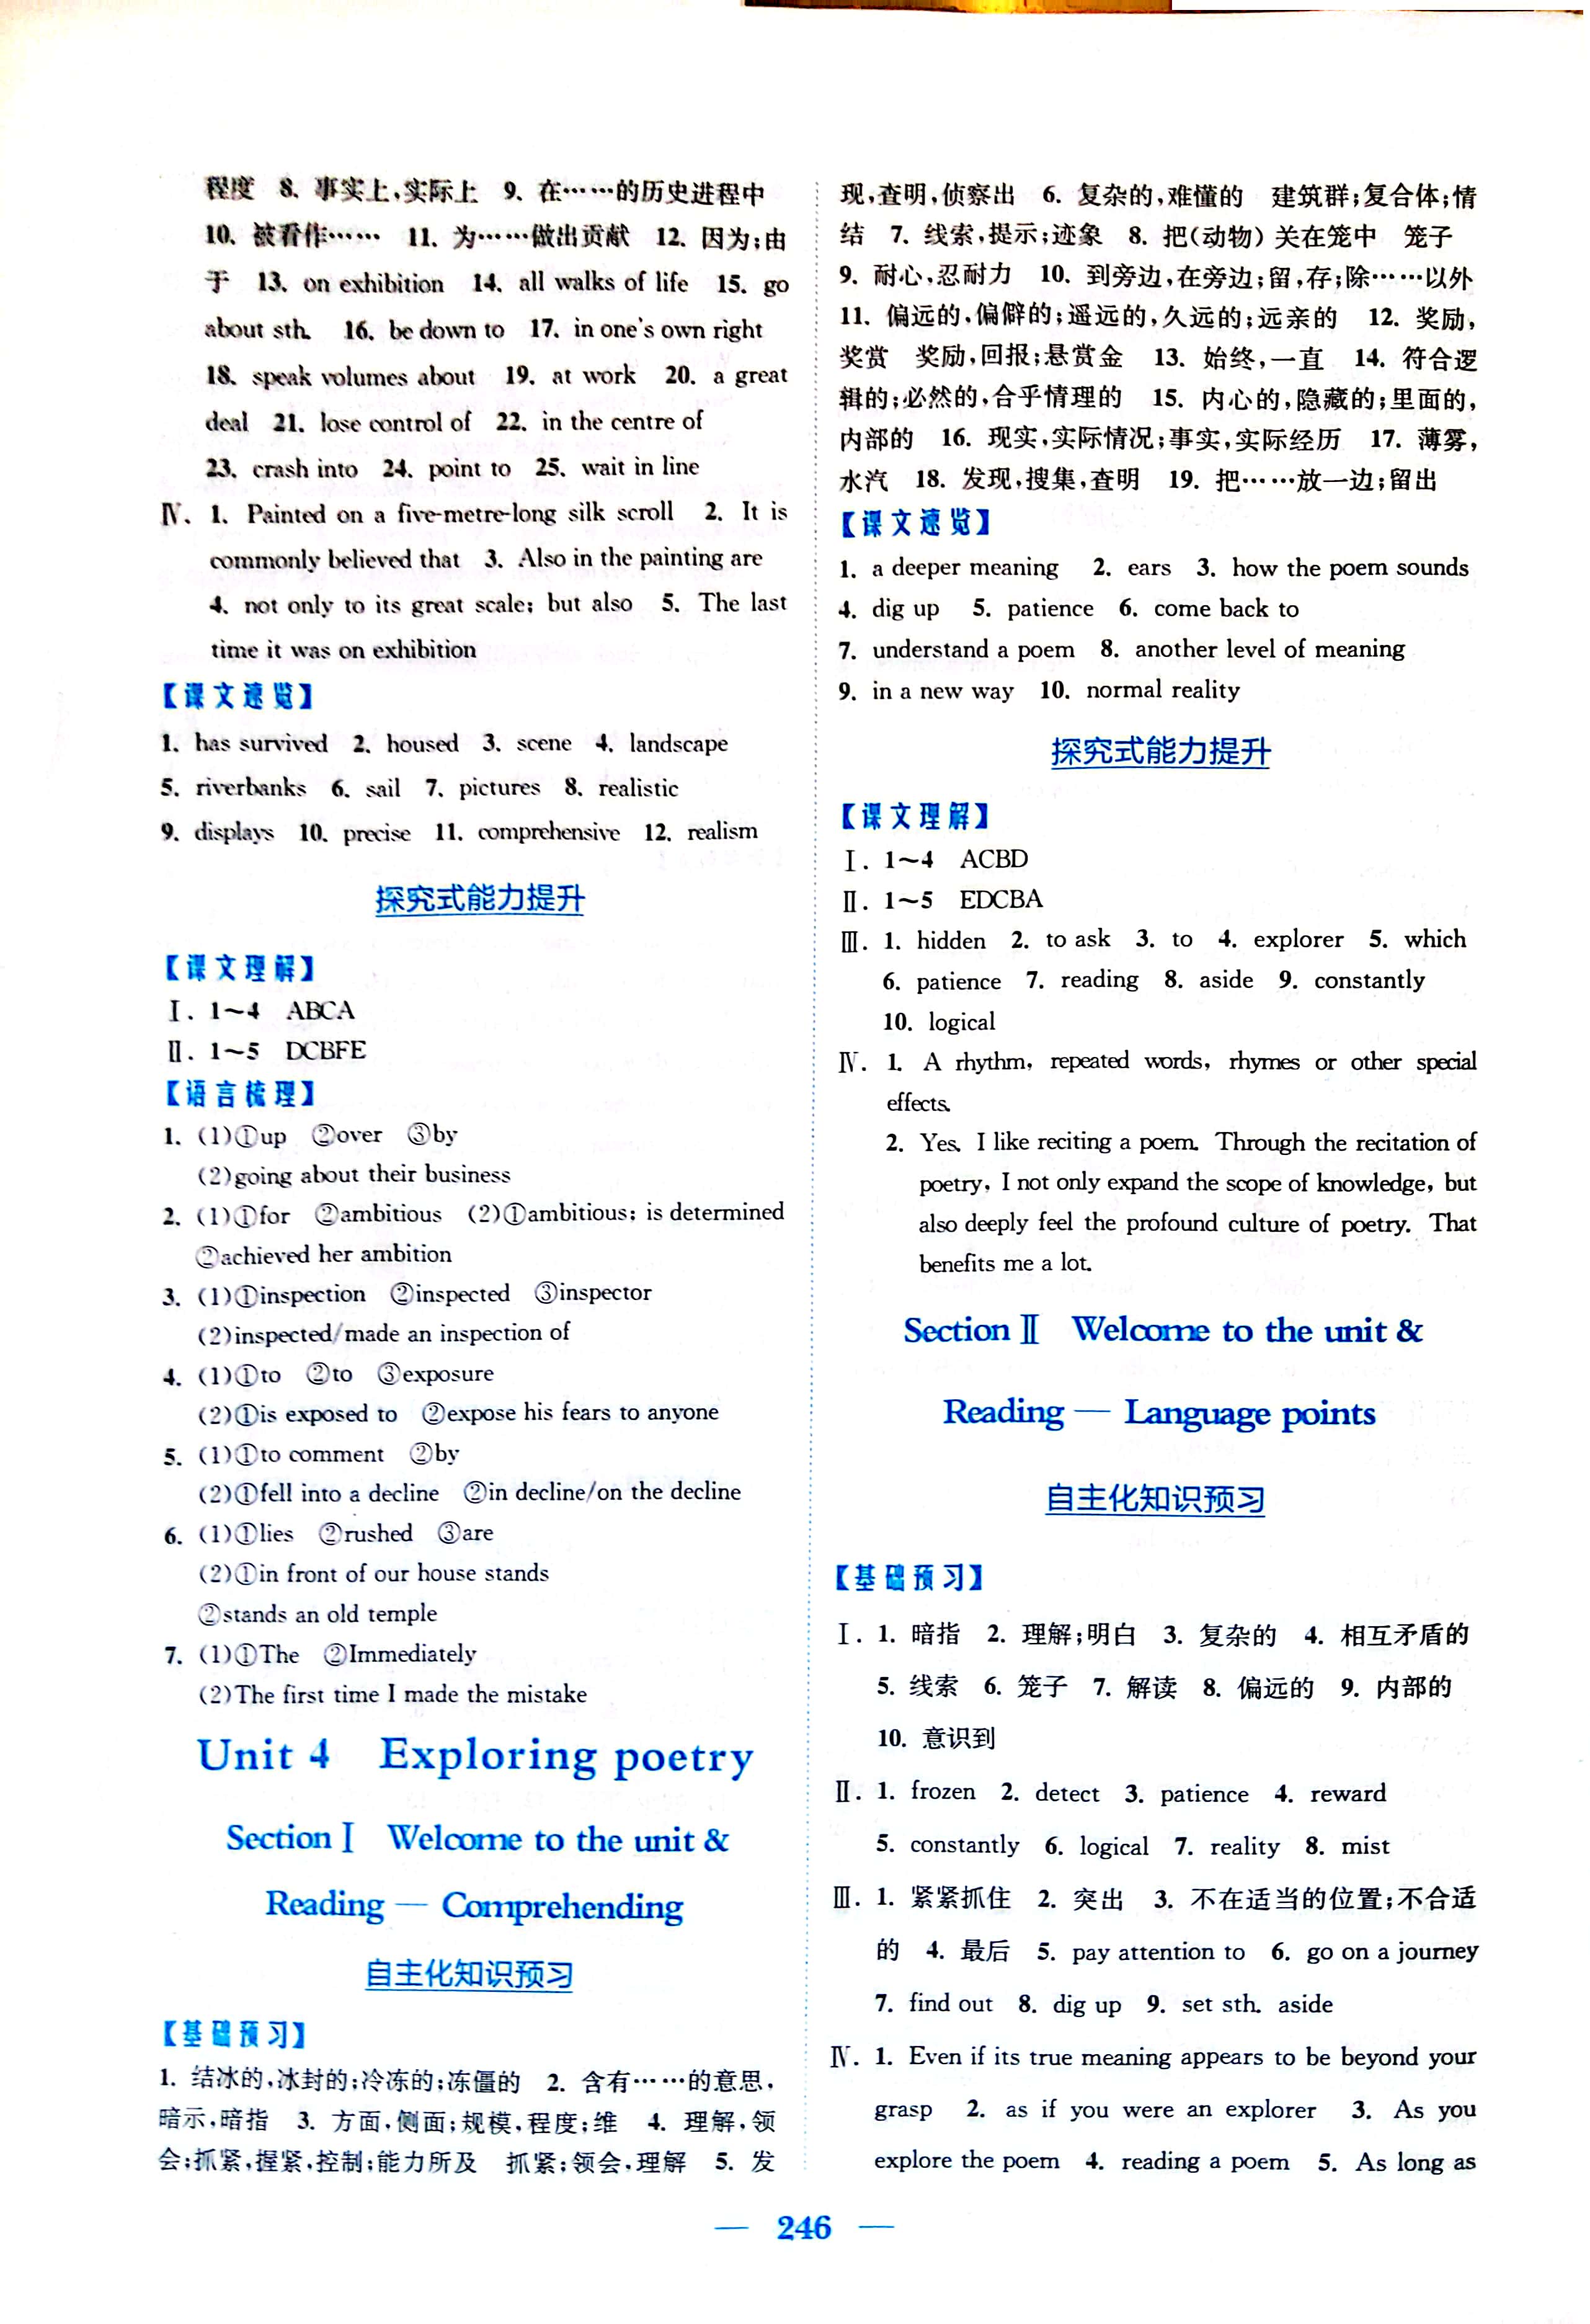 程度 8. 事实上,实际上 9. 在……的历史进程中
10. 被看作…… 11. 为……做出贡献 12. 因为;由
于 13. on exhibition 14. all walks of life 15. go
about sth. 16. be down to 17. in one's own right
18. speak volumes about 19. at work 20. a great
deal 21. lose control of 22. in the centre of
23. crash into 24. point to 25. wait in line
Ⅳ. 1. Painted on a five-metre-long silk scroll 2. It is
commonly believed that 3. Also in the painting are
4. not only to its great scale; but also 5. The last
time it was on exhibition
【课文速览】
1. has survived 2. housed 3. scene 4. landscape
5. riverbanks 6. sail 7. pictures 8. realistic
9. displays 10. precise 11. comprehensive 12. realism
探究式能力提升
【课文理解】
Ⅰ. 1～4 ABCA
Ⅱ. 1～5 DCBFE
【语言梳理】
1. (1)①up ②over ③by
(2)going about their business
2. (1)①for ②ambitious (2)①ambitious; is determined
②achieved her ambition
3. (1)①inspection ②inspected ③inspector
(2)inspected/made an inspection of
4. (1)①to ②to ③exposure
(2)①is exposed to ②expose his fears to anyone
5. (1)①to comment ②by
(2)①fell into a decline ②in decline/on the decline
6. (1)①lies ②rushed ③are
(2)①in front of our house stands
②stands an old temple
7. (1)①The ②Immediately
(2)The first time I made the mistake
Unit 4 Exploring poetry
Section Ⅰ Welcome to the unit &
Reading — Comprehending
自主化知识预习
【基础预习】
1. 结冰的,冰封的;冷冻的;冻僵的 2. 含有……的意思,
暗示,暗指 3. 方面,侧面;规模,程度;维 4. 理解,领
会;抓紧,握紧,控制;能力所及 抓紧;领会,理解 5. 发
现,查明,侦察出 6. 复杂的,难懂的 建筑群;复合体;情
结 7. 线索,提示;迹象 8. 把(动物)关在笼中 笼子
9. 耐心,忍耐力 10. 到旁边,在旁边;留,存;除……以外
11. 偏远的,偏僻的;遥远的,久远的;远亲的 12. 奖励,
奖赏 奖励,回报;悬赏金 13. 始终,一直 14. 符合逻
辑的;必然的,合乎情理的 15. 内心的,隐藏的;里面的,
内部的 16. 现实,实际情况;事实,实际经历 17. 薄雾,
水汽 18. 发现,搜集,查明 19. 把……放一边;留出
【课文速览】
1. a deeper meaning 2. ears 3. how the poem sounds
4. dig up 5. patience 6. come back to
7. understand a poem 8. another level of meaning
9. in a new way 10. normal reality
探究式能力提升
【课文理解】
Ⅰ. 1～4 ACBD
Ⅱ. 1～5 EDCBA
Ⅲ. 1. hidden 2. to ask 3. to 4. explorer 5. which
6. patience 7. reading 8. aside 9. constantly
10. logical
Ⅳ. 1. A rhythm, repeated words, rhymes or other special
effects.
2. Yes. I like reciting a poem. Through the recitation of
poetry, I not only expand the scope of knowledge, but
also deeply feel the profound culture of poetry. That
benefits me a lot.
Section Ⅱ Welcome to the unit &
Reading — Language points
自主化知识预习
【基础预习】
Ⅰ. 1. 暗指 2. 理解;明白 3. 复杂的 4. 相互矛盾的
5. 线索 6. 笼子 7. 解读 8. 偏远的 9. 内部的
10. 意识到
Ⅱ. 1. frozen 2. detect 3. patience 4. reward
5. constantly 6. logical 7. reality 8. mist
Ⅲ. 1. 紧紧抓住 2. 突出 3. 不在适当的位置;不合适
的 4. 最后 5. pay attention to 6. go on a journey
7. find out 8. dig up 9. set sth. aside
Ⅳ. 1. Even if its true meaning appears to be beyond your
grasp 2. as if you were an explorer 3. As you
explore the poem 4. reading a poem 5. As long as
— 246 —